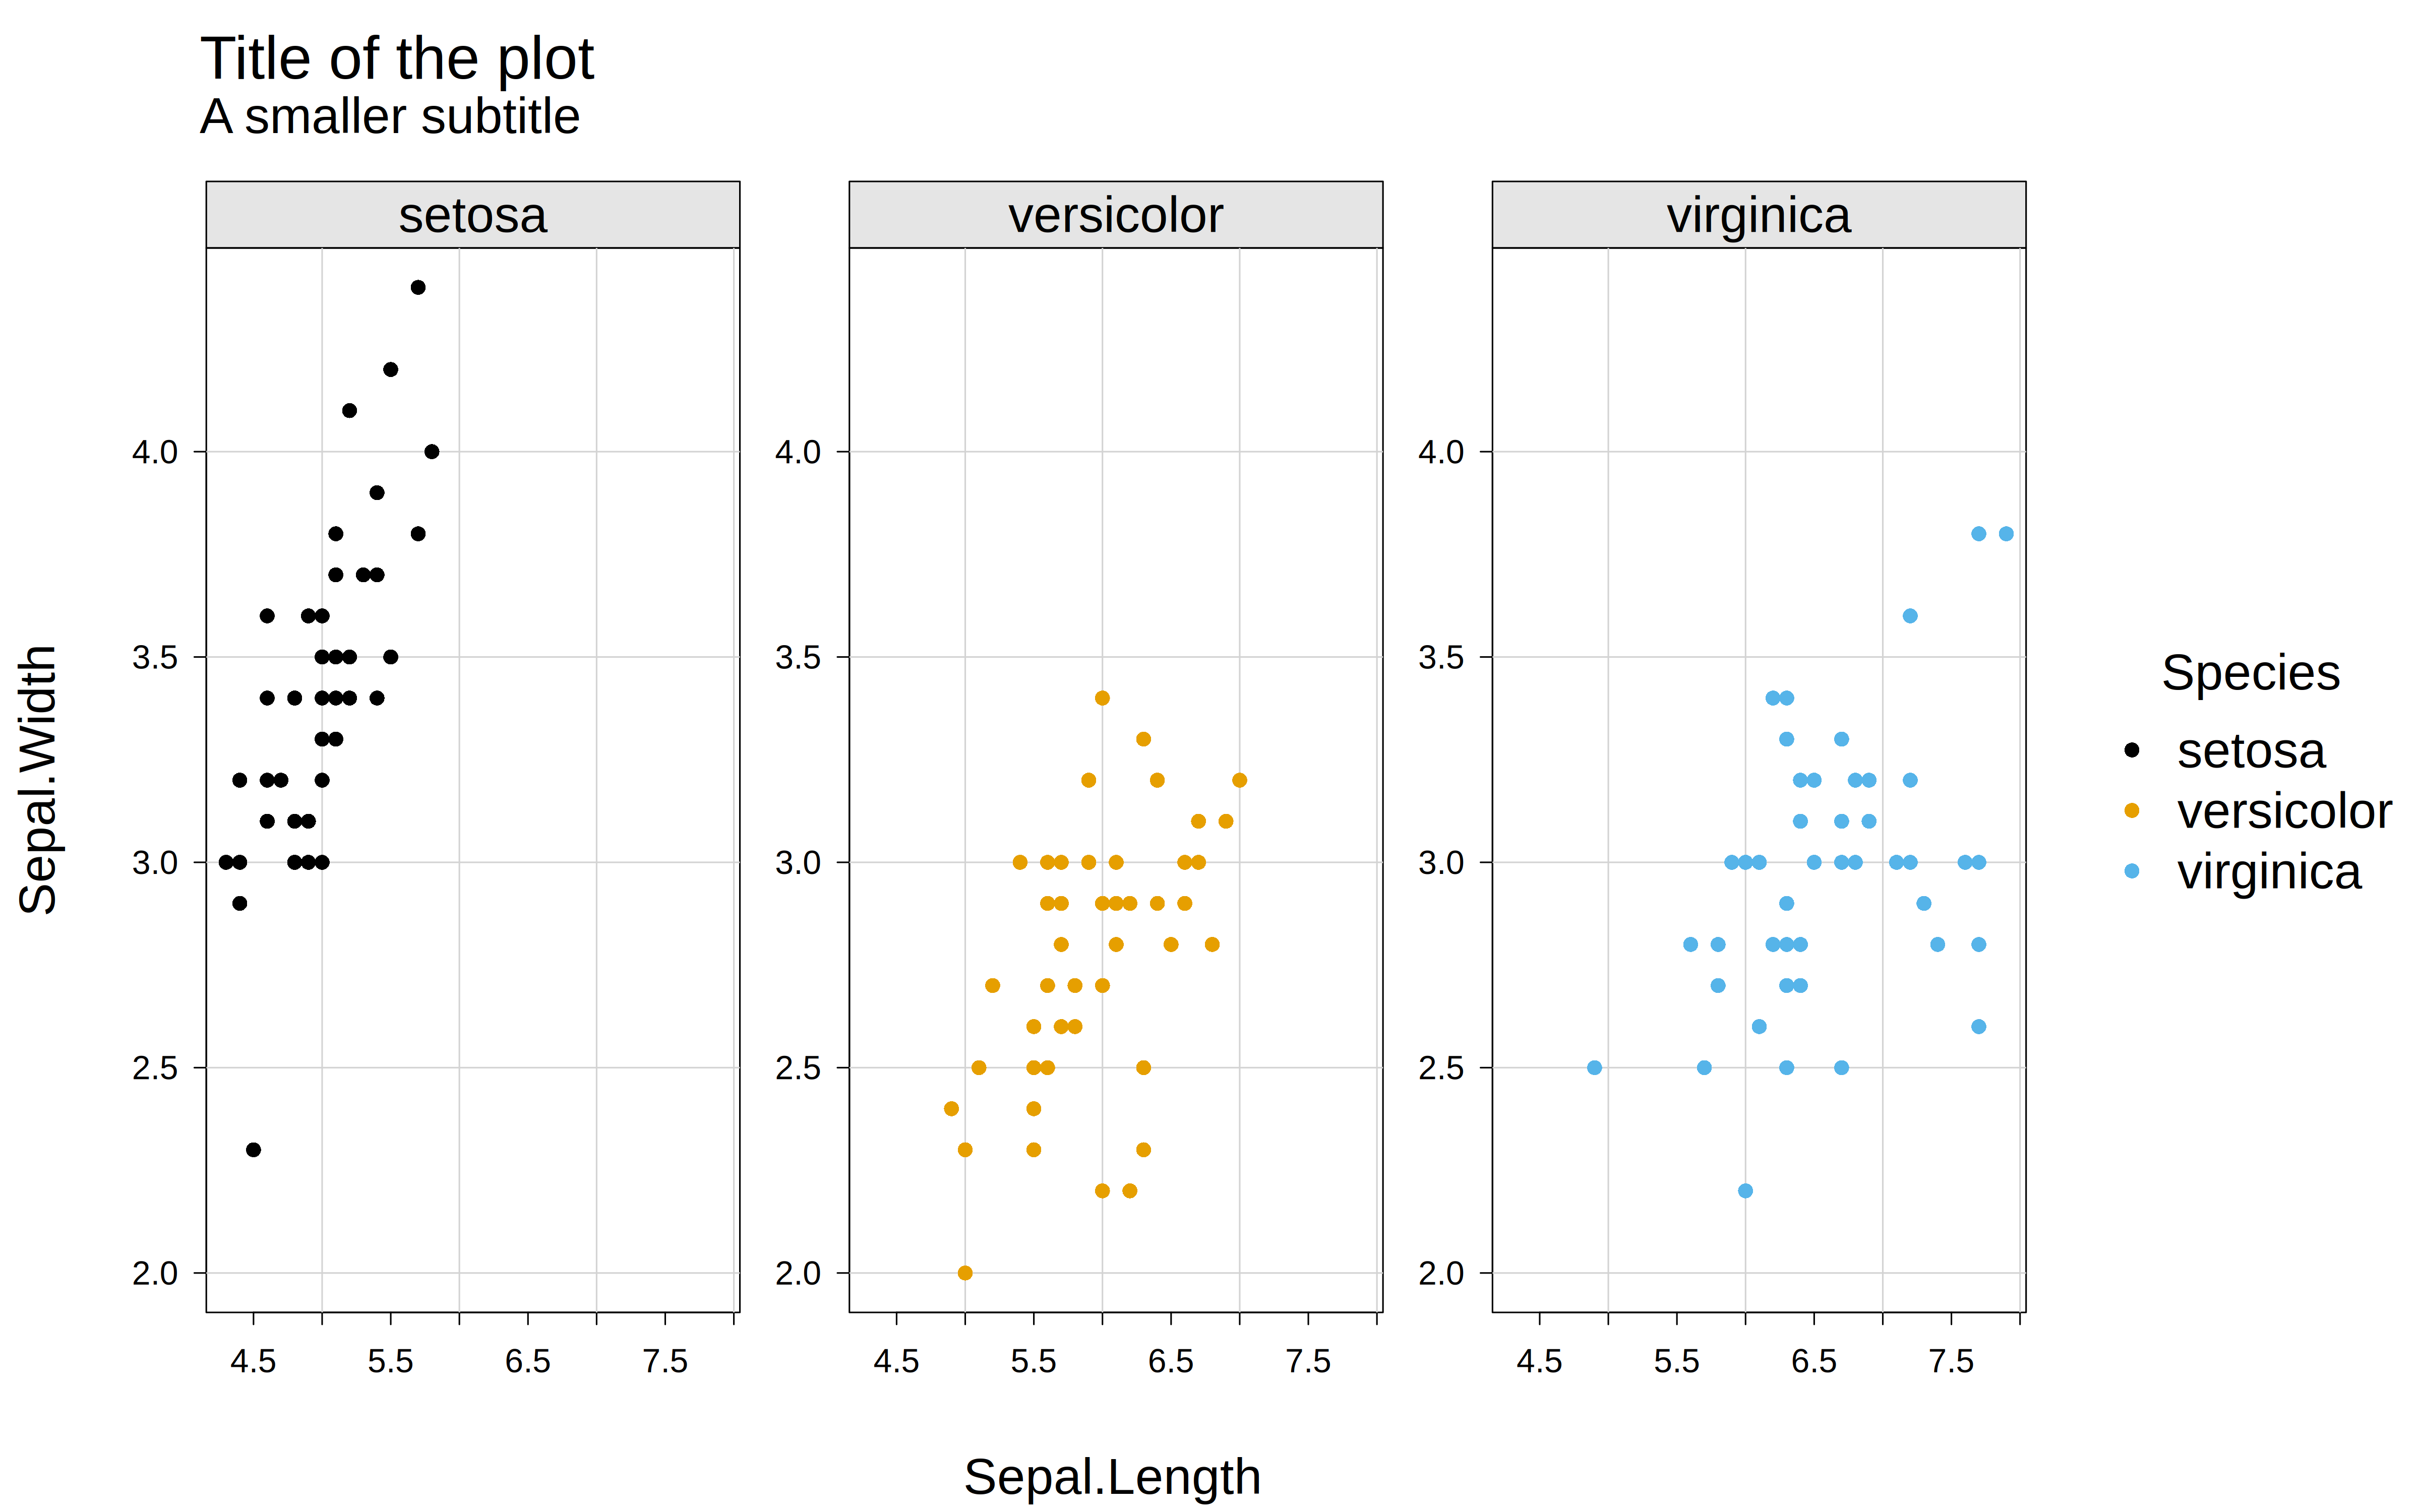 Title of the plot
A smaller subtitle
setosa
versicolor
virginica
Sepal.Width
4.0
3.5
3.0
2.5
2.0
4.0
3.5
3.0
2.5
2.0
4.0
3.5
3.0
2.5
2.0
4.5 5.5 6.5 7.5
4.5 5.5 6.5 7.5
4.5 5.5 6.5 7.5
Sepal.Length
Species
setosa
versicolor
virginica